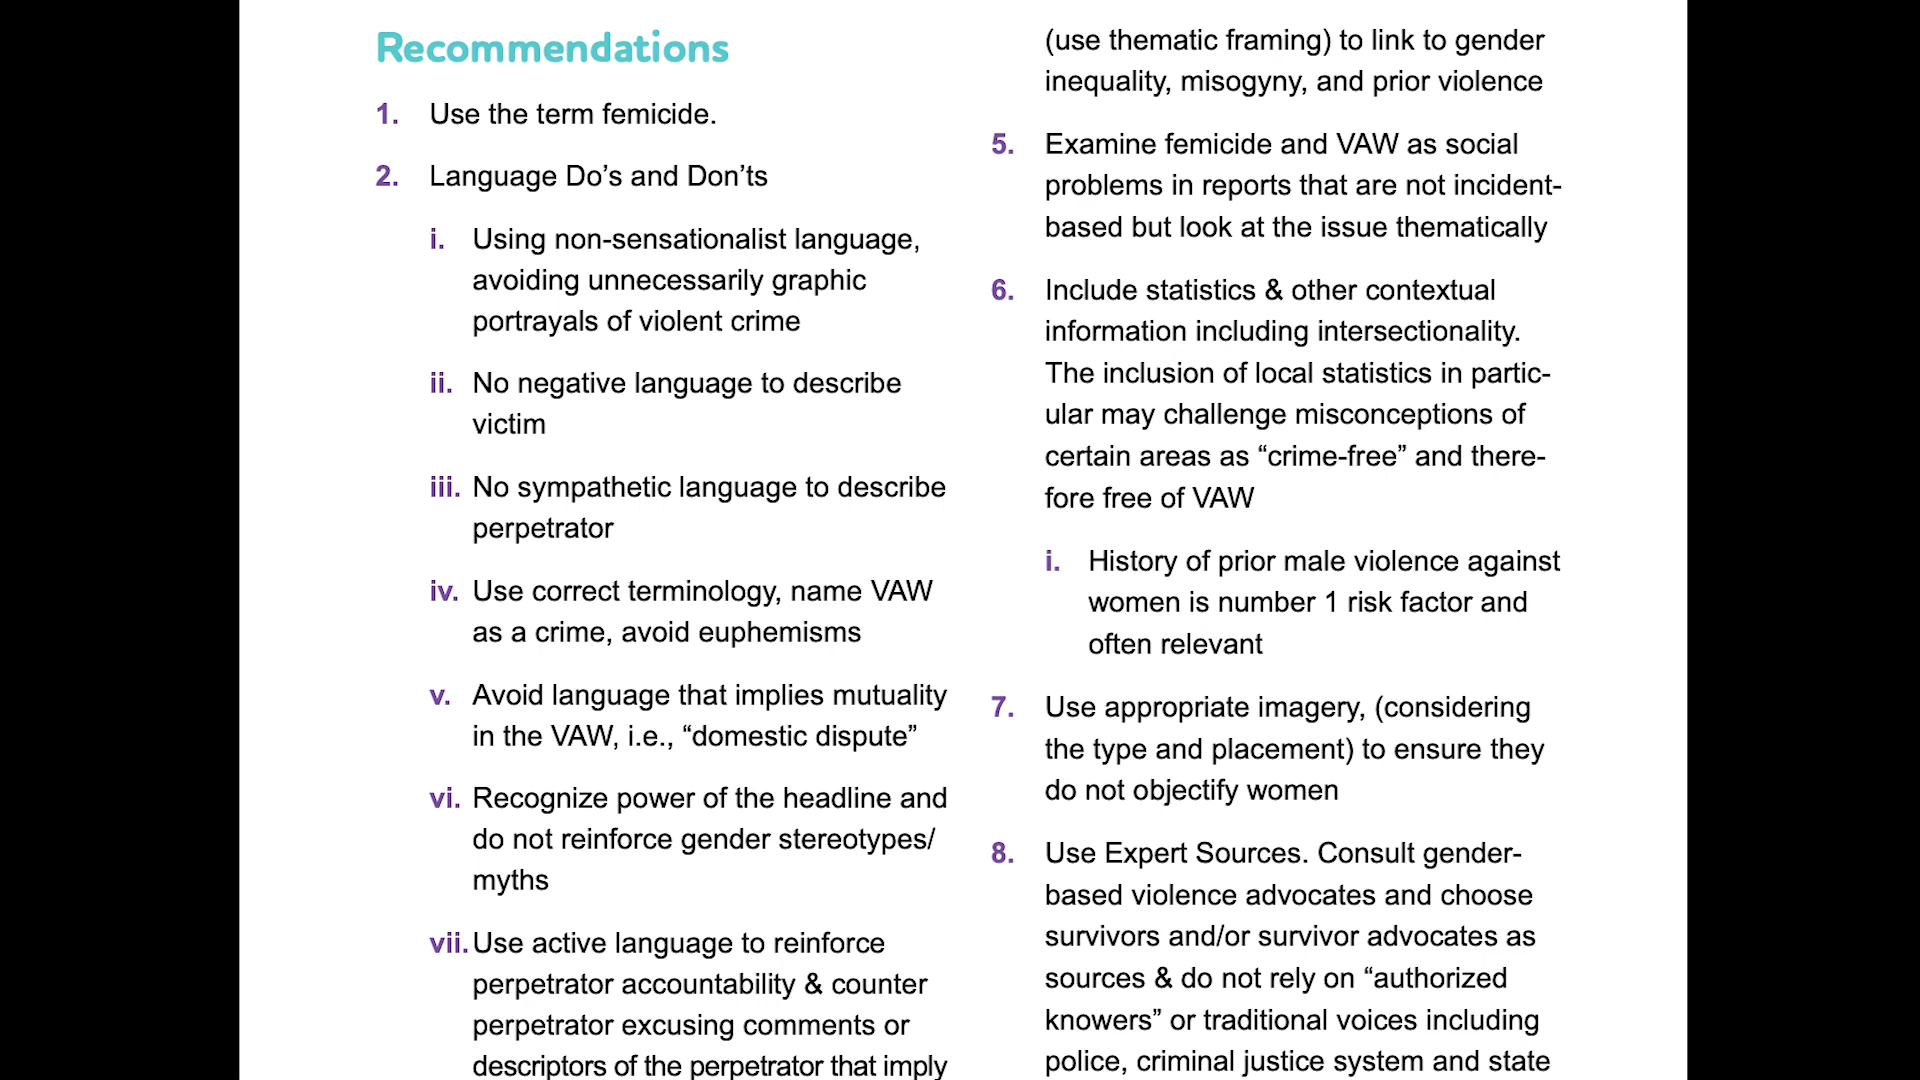 Recommendations
1. Use the term femicide.
2. Language Do’s and Don’ts
i. Using non-sensationalist language,
avoiding unnecessarily graphic
portrayals of violent crime
ii. No negative language to describe
victim
iii. No sympathetic language to describe
perpetrator
iv. Use correct terminology, name VAW
as a crime, avoid euphemisms
v. Avoid language that implies mutuality
in the VAW, i.e., “domestic dispute”
vi. Recognize power of the headline and
do not reinforce gender stereotypes/
myths
vii. Use active language to reinforce
perpetrator accountability & counter
perpetrator excusing comments or
descriptors of the perpetrator that imply
(use thematic framing) to link to gender
inequality, misogyny, and prior violence
5. Examine femicide and VAW as social
problems in reports that are not incident-
based but look at the issue thematically
6. Include statistics & other contextual
information including intersectionality.
The inclusion of local statistics in partic-
ular may challenge misconceptions of
certain areas as “crime-free” and there-
fore free of VAW
i. History of prior male violence against
women is number 1 risk factor and
often relevant
7. Use appropriate imagery, (considering
the type and placement) to ensure they
do not objectify women
8. Use Expert Sources. Consult gender-
based violence advocates and choose
survivors and/or survivor advocates as
sources & do not rely on “authorized
knowers” or traditional voices including
police, criminal justice system and state